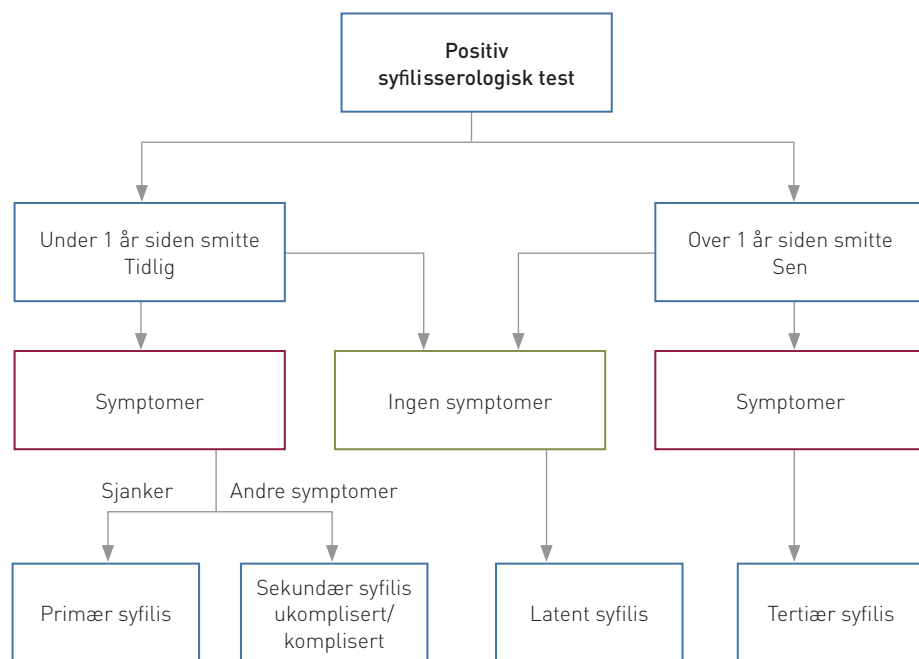 Positiv
syfilisserologisk test
Under 1 år siden smitte
Tidlig
Over 1 år siden smitte
Sen
Symptomer
Ingen symptomer
Symptomer
Sjanker
Andre symptomer
Primær syfilis
Sekundær syfilis
ukomplisert/
komplisert
Latent syfilis
Tertiær syfilis